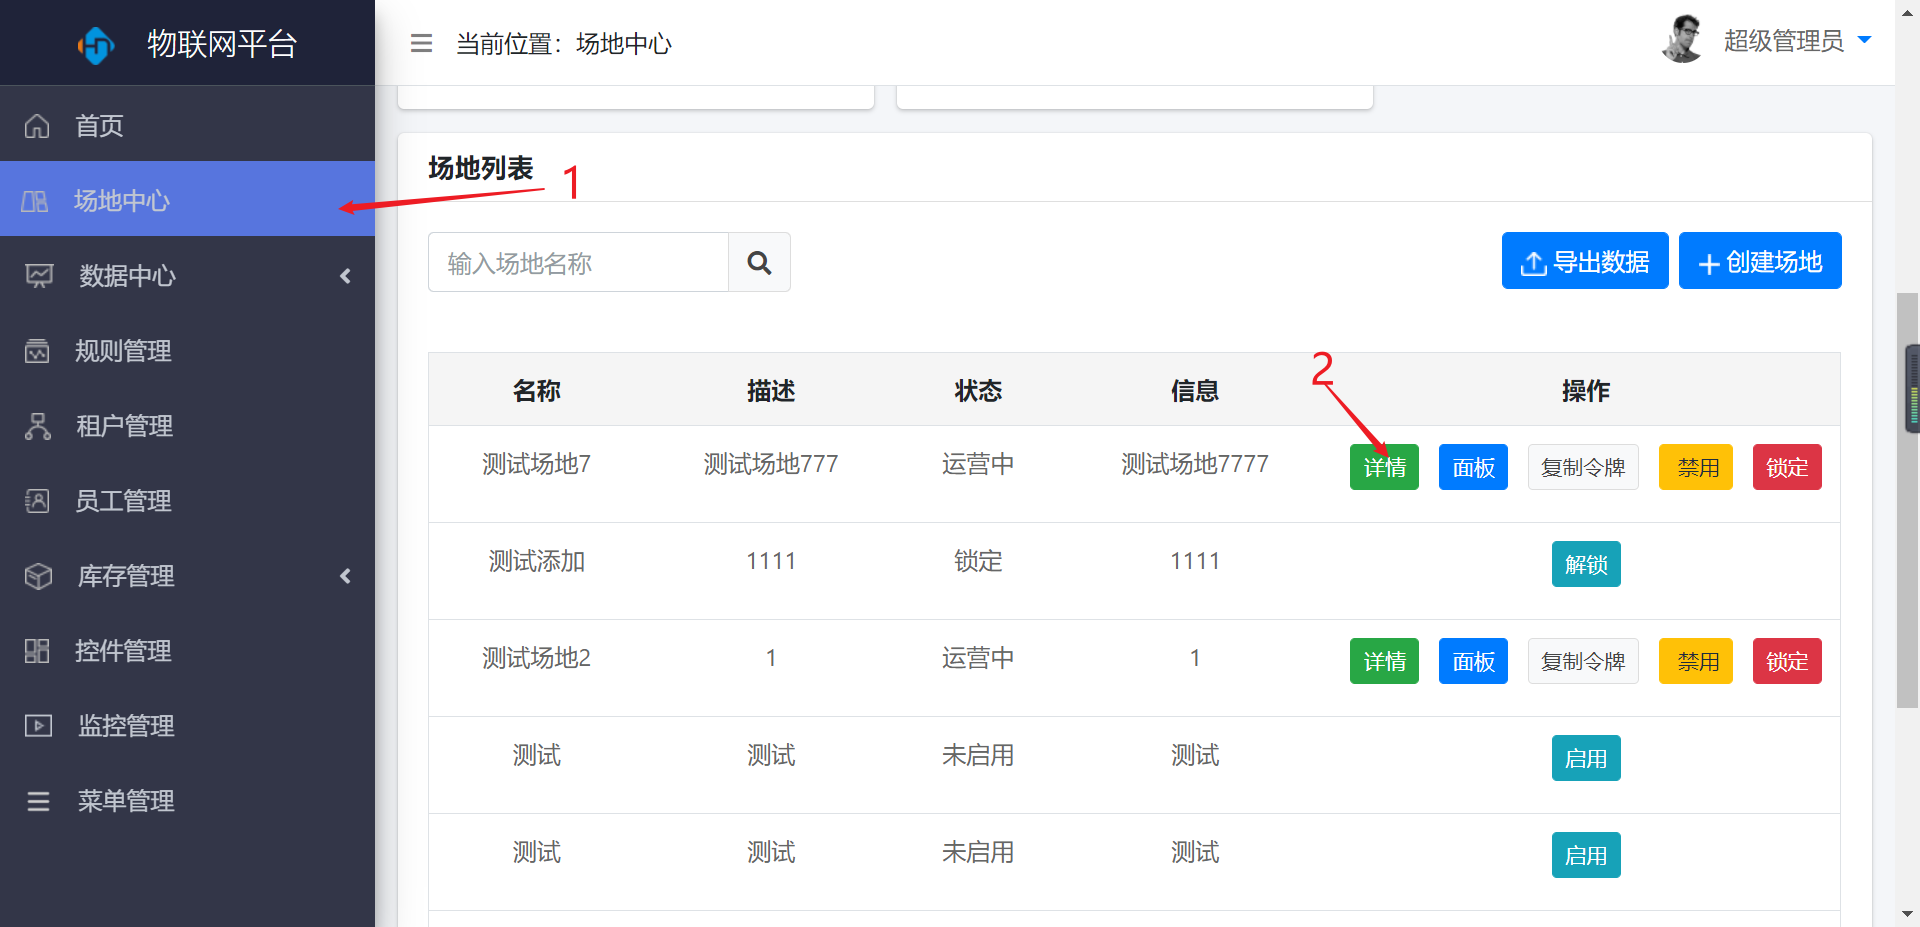 物联网平台
当前位置：场地中心
超级管理员
首页
场地中心
数据中心
规则管理
租户管理
员工管理
库存管理
控件管理
监控管理
菜单管理
场地列表
1
输入场地名称
导出数据
创建场地
2
名称 描述 状态 信息 操作
测试场地7 测试场地777 运营中 测试场地7777 详情 面板 复制令牌 禁用 锁定
测试添加 1111 锁定 1111 解锁
测试场地2 1 运营中 1 详情 面板 复制令牌 禁用 锁定
测试 测试 未启用 测试 启用
测试 测试 未启用 测试 启用